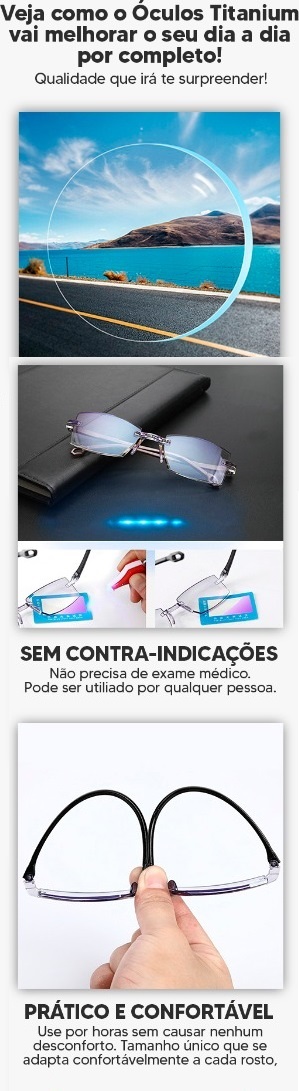 Veja como o Óculos Titanium
vai melhorar o seu dia a dia
por completo!
Qualidade que irá te surpreender!
SEM CONTRA-INDICAÇÕES
Não precisa de exame médico.
Pode ser utiliado por qualquer pessoa.
PRÁTICO E CONFORTÁVEL
Use por horas sem causar nenhum
desconforto. Tamanho único que se
adapta confortávelmente a cada rosto,